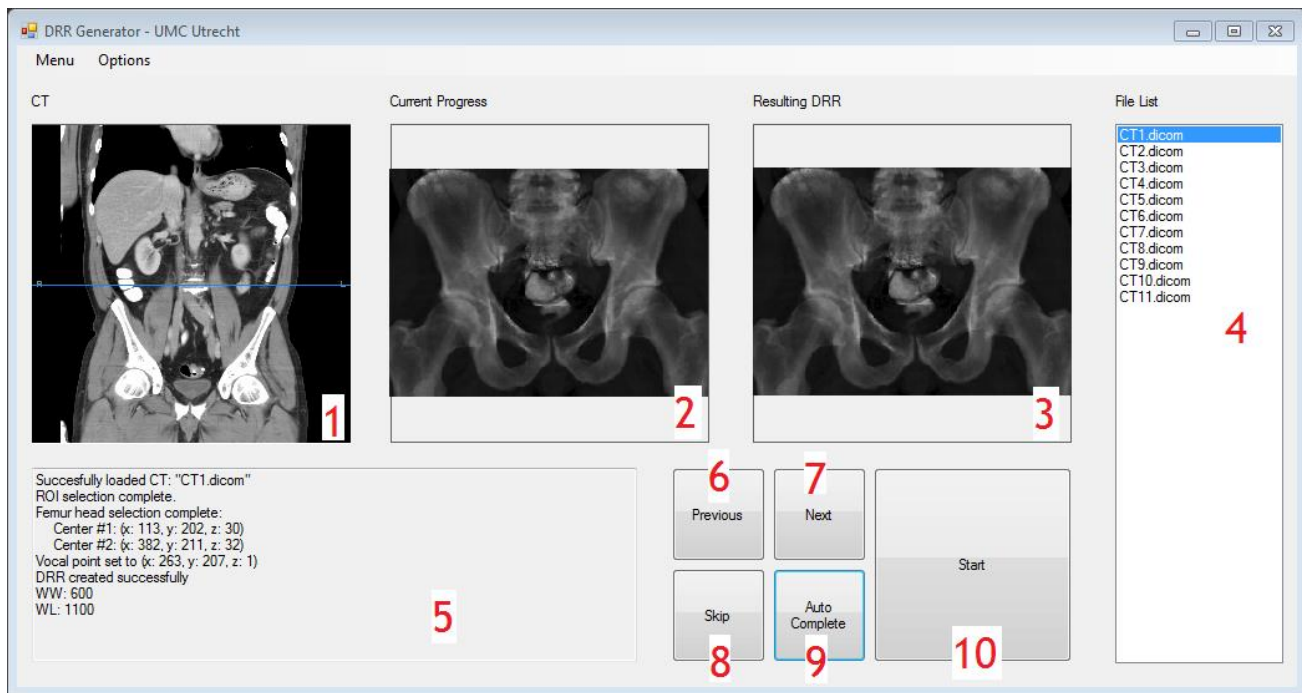 DRR Generator - UMC Utrecht
Menu Options
CT
Current Progress
Resulting DRR
File List
R
L
1
2
3
CT1.dicom
CT2.dicom
CT3.dicom
CT4.dicom
CT5.dicom
CT6.dicom
CT7.dicom
CT8.dicom
CT9.dicom
CT10.dicom
CT11.dicom
4
Succesfully loaded CT: "CT1.dicom"
ROI selection complete.
Femur head selection complete:
Center #1: (x: 113, y: 202, z: 30)
Center #2: (x: 382, y: 211, z: 32)
Vocal point set to (x: 263, y: 207, z: 1)
DRR created successfully
WW: 600
WL: 1100
5
6
Previous
7
Next
Skip
8
Auto
Complete
9
Start
10